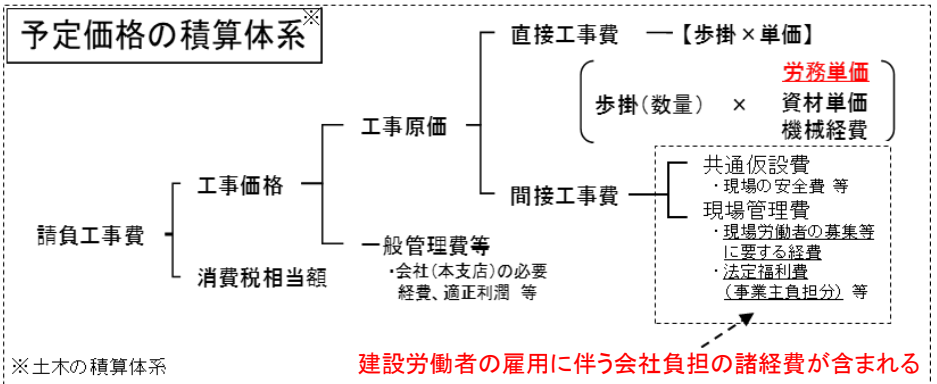 予定価格の積算体系※
直接工事費
【歩掛×単価】
歩掛(数量) ×
労務単価
資材単価
機械経費
工事原価
共通仮設費
・現場の安全費 等
間接工事費
現場管理費
・現場労働者の募集等
に要する経費
・法定福利費
(事業主負担分) 等
工事価格
請負工事費
一般管理費等
・会社(本支店)の必要
経費、適正利潤 等
消費税相当額
※土木の積算体系
建設労働者の雇用に伴う会社負担の諸経費が含まれる